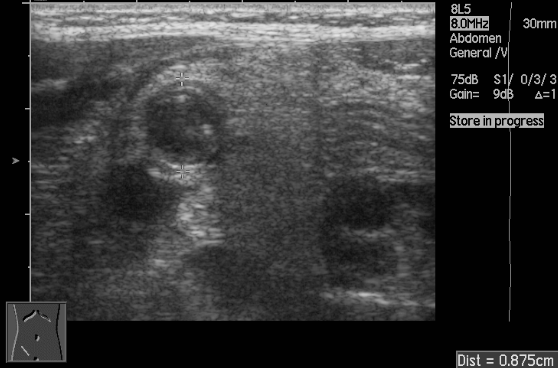 8L5
8.0MHz 30mm
Abdomen
General /V
75dB S1/ 0/3/3
Gain= 9dB Δ=1
Store in progress
Dist = 0.875cm